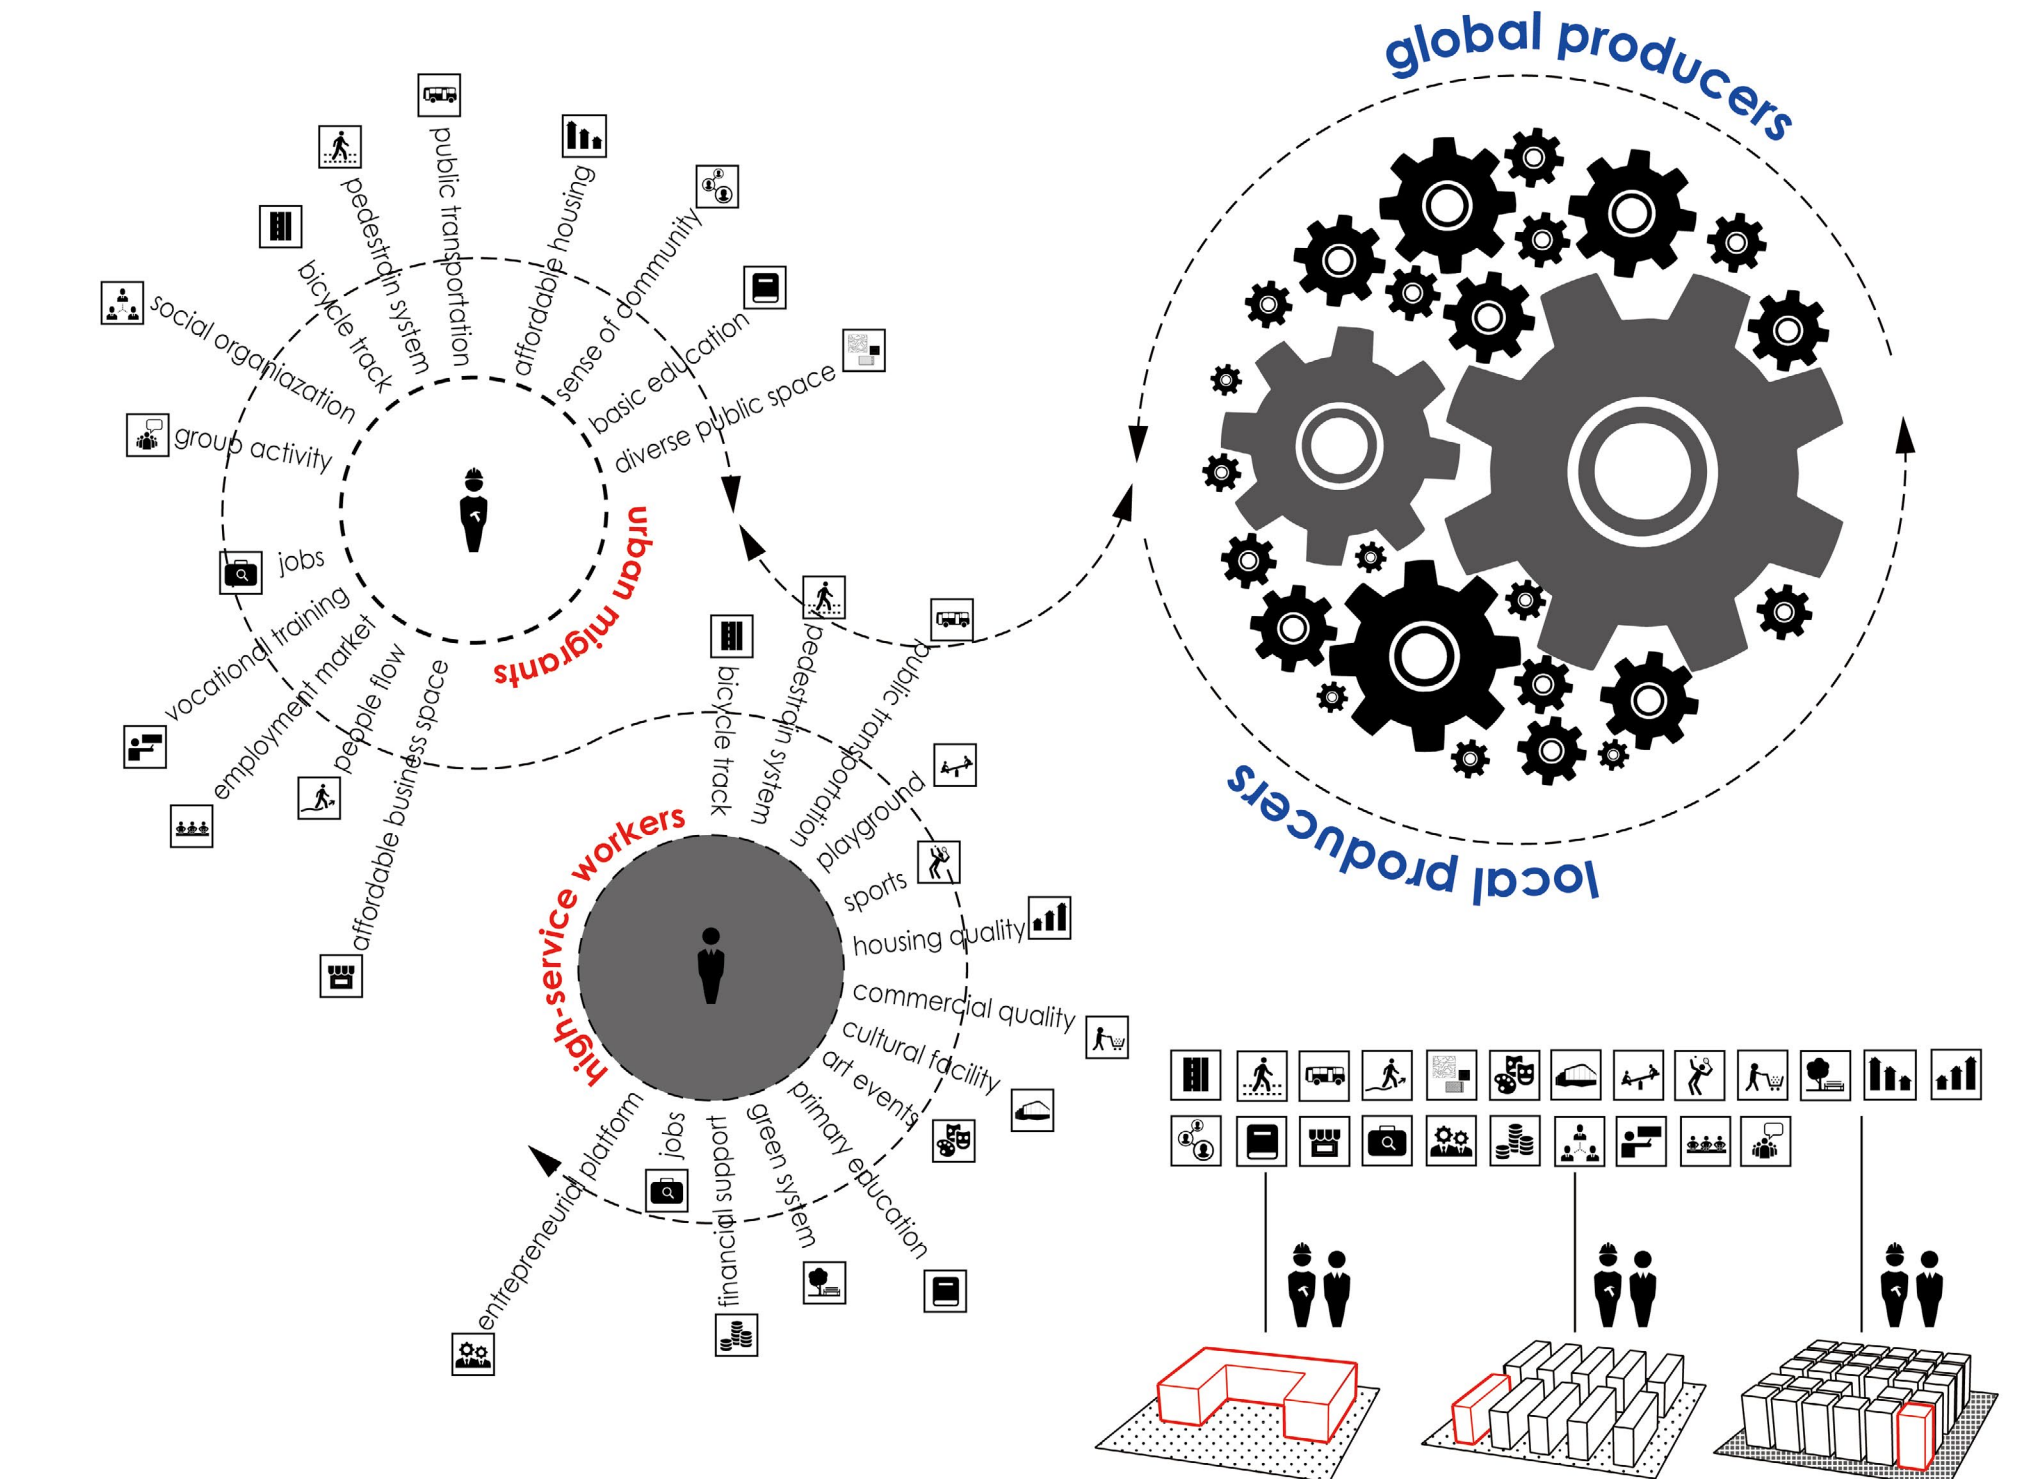 global producers
local producers
public transportation
pedestrain system
bicycle track
social organiazation
group activity
jobs
vocational training
employment market
people flow
affordable business space
affordable housing
sense of dommunity
basic education
diverse public space
urban migrants
high-service workers
bicycle track
pedestrain system
public transportation
playground
sports
housing quality
commercial quality
cultural facility
art events
primary education
green system
financial support
jobs
entrepreneurial platform